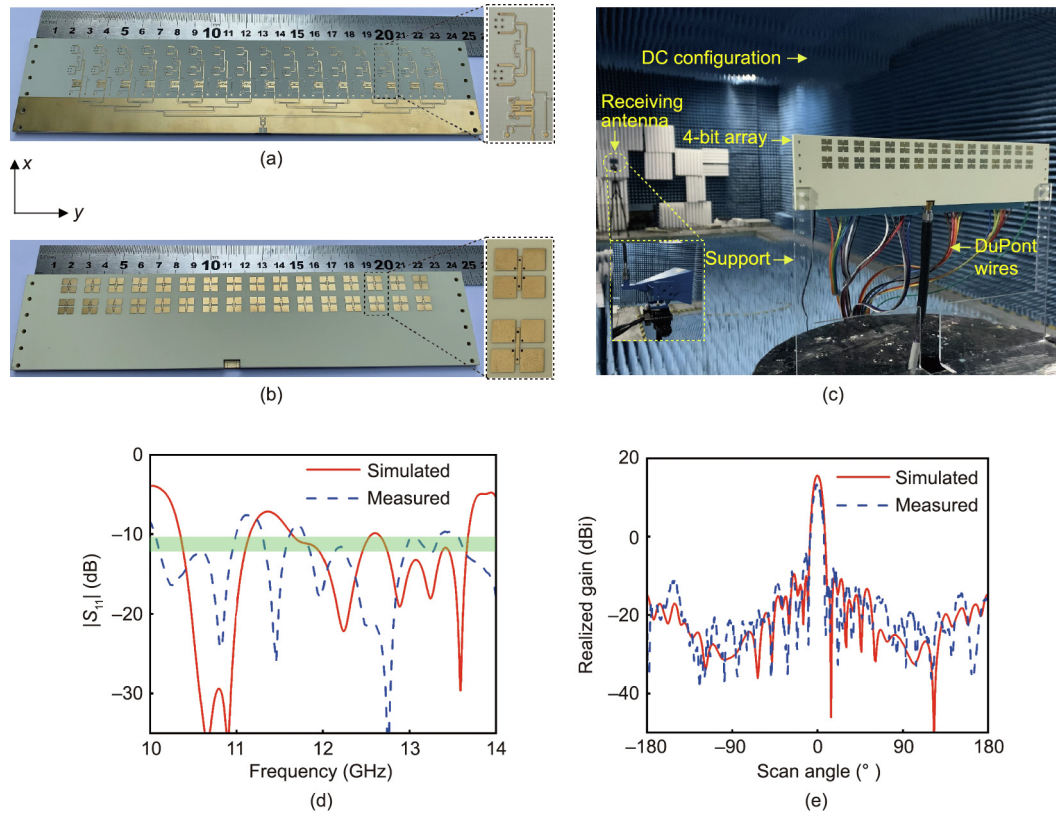 mm 1 2 3 4 5 6 7 8 9 10 11 12 13 14 15 16 17 18 19 20 21 22 23 24 25
(a)
x
y
1 2 3 4 5 6 7 8 9 10 11 12 13 14 15 16 17 18 19 20 21 22 23 24 25
(b)
DC configuration
Receiving
antenna
4-bit array
Support
DuPont
wires
(c)
0
–10
–20
–30
|S₁₁| (dB)
Simulated
Measured
10 11 12 13 14
Frequency (GHz)
(d)
20
0
–20
–40
Realized gain (dBi)
Simulated
Measured
–180 –90 0 90 180
Scan angle (° )
(e)